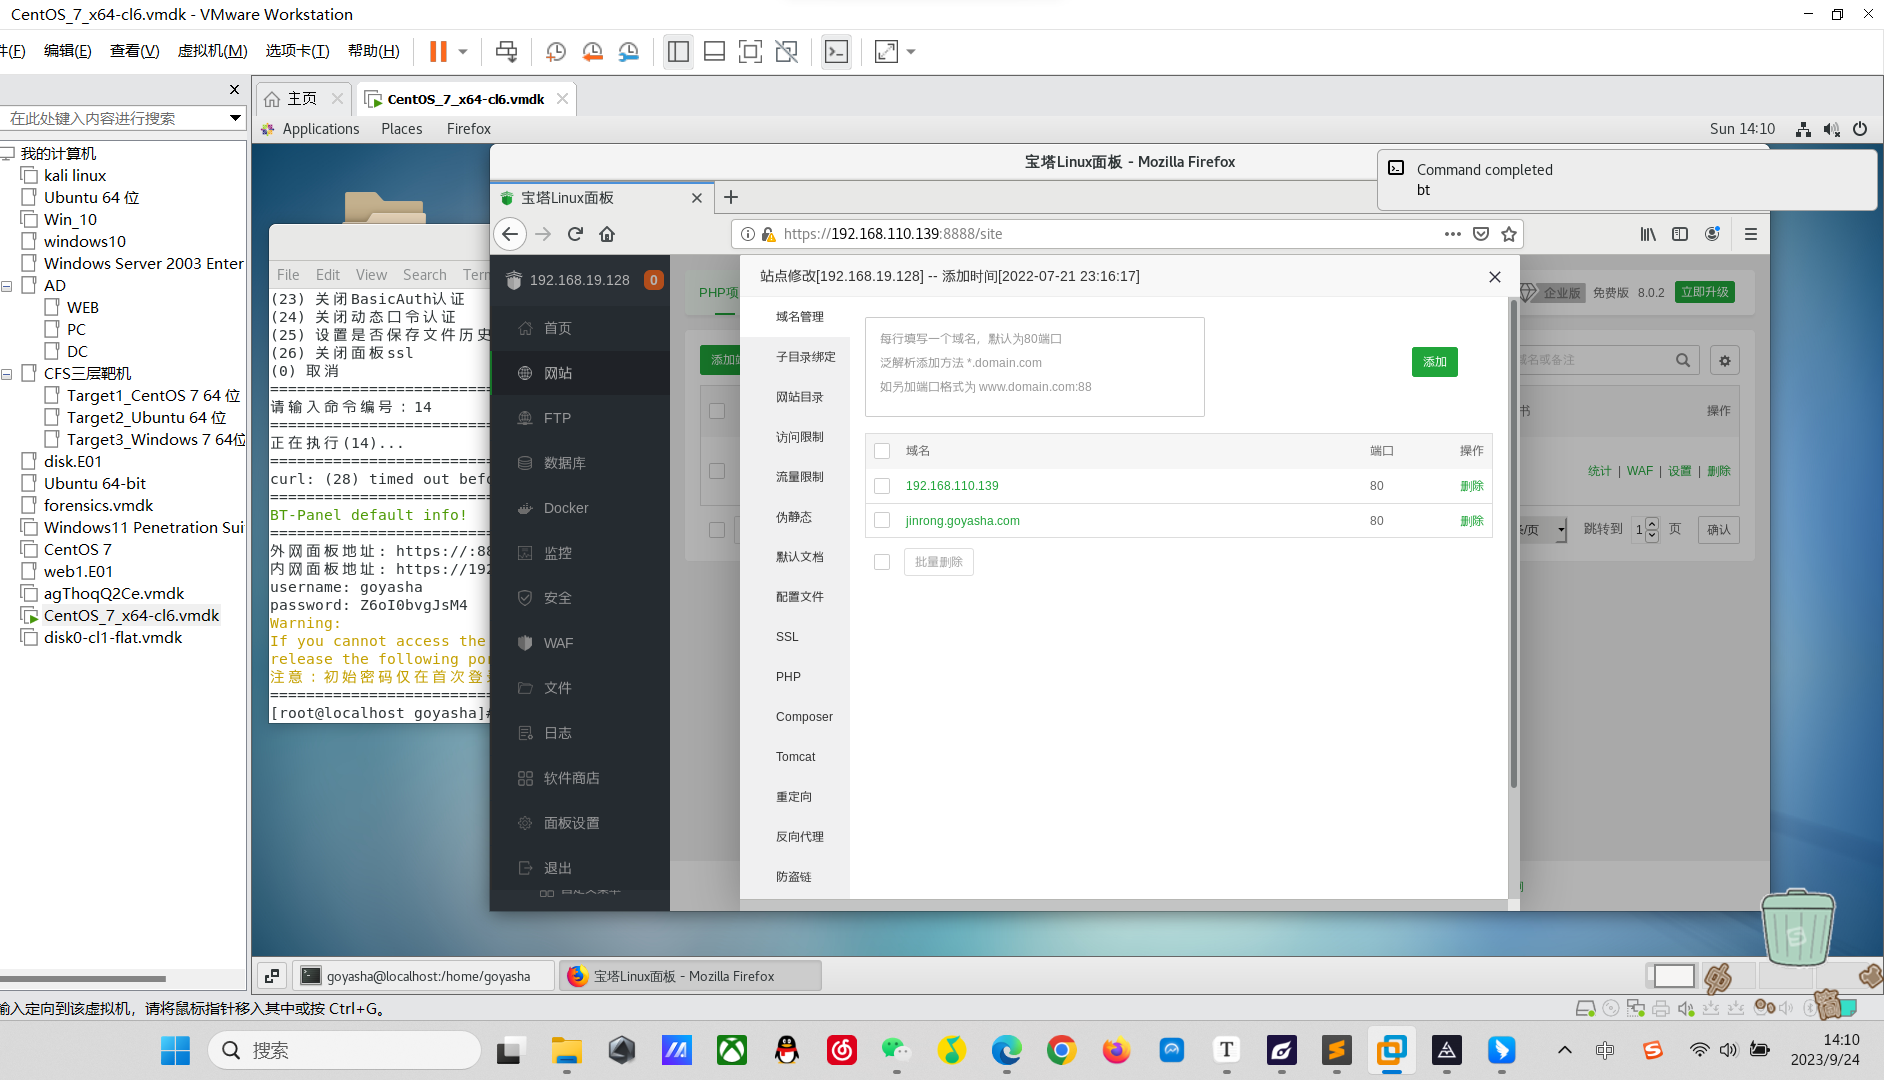 CentOS_7_x64-cl6.vmdk - VMware Workstation
件(F) 编辑(E) 查看(V) 虚拟机(M) 选项卡(T) 帮助(H)
在此处键入内容进行搜索
我的计算机
kali linux
Ubuntu 64 位
Win_10
windows10
Windows Server 2003 Enter
AD
WEB
PC
DC
CFS三层靶机
Target1_CentOS 7 64 位
Target2_Ubuntu 64 位
Target3_Windows 7 64位
disk.E01
Ubuntu 64-bit
forensics.vmdk
Windows11 Penetration Sui
CentOS 7
web1.E01
agThoqQ2Ce.vmdk
CentOS_7_x64-cl6.vmdk
disk0-cl1-flat.vmdk
主页
CentOS_7_x64-cl6.vmdk
Applications Places Firefox
Sun 14:10
宝塔Linux面板 - Mozilla Firefox
Command completed
bt
宝塔Linux面板
https://192.168.110.139:8888/site
File Edit View Search Term
(23) 关闭BasicAuth认证
(24) 关闭动态口令认证
(25) 设置是否保存文件历史
(26) 关闭面板ssl
(0) 取消
请输入命令编号：14
正在执行(14)...
curl: (28) timed out befo
BT-Panel default info!
外网面板地址: https://:88
内网面板地址: https://192
username: goyasha
password: Z6oI0bvgJsM4
Warning:
If you cannot access the
release the following por
注意：初始密码仅在首次登
[root@localhost goyasha]#
192.168.19.128 0
首页
网站
FTP
数据库
Docker
监控
安全
WAF
文件
日志
软件商店
面板设置
退出
PHP项
添加站
站点修改[192.168.19.128] -- 添加时间[2022-07-21 23:16:17]
域名管理
子目录绑定
网站目录
访问限制
流量限制
伪静态
默认文档
配置文件
SSL
PHP
Composer
Tomcat
重定向
反向代理
防盗链
每行填写一个域名，默认为80端口
泛解析添加方法 *.domain.com
如另加端口格式为 www.domain.com:88
添加
域名 端口 操作
192.168.110.139 80 删除
jinrong.goyasha.com 80 删除
批量删除
企业版 免费版 8.0.2 立即升级
域名或备注
书 操作
统计 | WAF | 设置 | 删除
条/页 跳转到 1 页 确认
goyasha@localhost:/home/goyasha
宝塔Linux面板 - Mozilla Firefox
输入定向到该虚拟机，请将鼠标指针移入其中或按 Ctrl+G。
搜索
中
14:10
2023/9/24